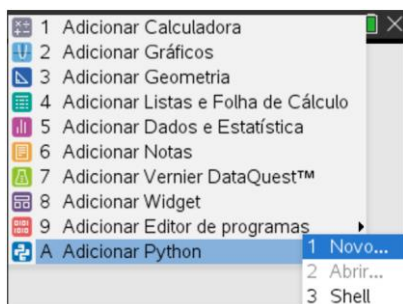 1 Adicionar Calculadora
2 Adicionar Gráficos
3 Adicionar Geometria
4 Adicionar Listas e Folha de Cálculo
5 Adicionar Dados e Estatística
6 Adicionar Notas
7 Adicionar Vernier DataQuest™
8 Adicionar Widget
9 Adicionar Editor de programas
A Adicionar Python
1 Novo...
2 Abrir...
3 Shell